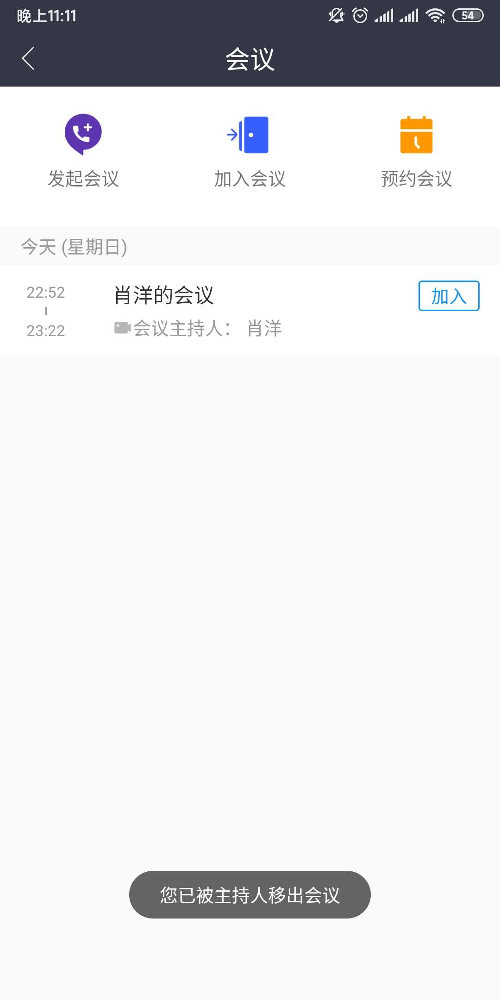 晚上11:11
54
会议
发起会议
加入会议
预约会议
今天 (星期日)
22:52
23:22
肖洋的会议
会议主持人： 肖洋
加入
您已被主持人移出会议